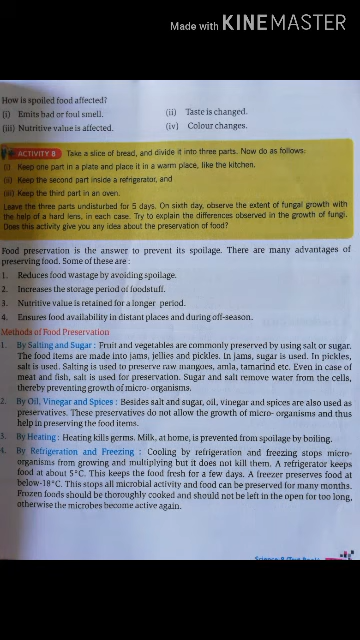 Made with KINEMASTER
How is spoiled food affected?
(i) Emits bad or foul smell. (ii) Taste is changed.
(iii) Nutritive value is affected. (iv) Colour changes.
ACTIVITY 8 Take a slice of bread, and divide it into three parts. Now do as follows:
(i) Keep one part in a plate and place it in a warm place, like the kitchen.
(ii) Keep the second part inside a refrigerator, and
(iii) Keep the third part in an oven.
Leave the three parts undisturbed for 5 days. On sixth day, observe the extent of fungal growth with
the help of a hard lens, in each case. Try to explain the differences observed in the growth of fungi.
Does this activity give you any idea about the preservation of food?
Food preservation is the answer to prevent its spoilage. There are many advantages of
preserving food. Some of these are :
1. Reduces food wastage by avoiding spoilage.
2. Increases the storage period of foodstuff.
3. Nutritive value is retained for a longer period.
4. Ensures food availability in distant places and during off-season.
Methods of Food Preservation
1. By Salting and Sugar : Fruit and vegetables are commonly preserved by using salt or sugar.
The food items are made into jams, jellies and pickles. In jams, sugar is used. In pickles,
salt is used. Salting is used to preserve raw mangoes, amla, tamarind etc. Even in case of
meat and fish, salt is used for preservation. Sugar and salt remove water from the cells,
thereby preventing growth of micro- organisms.
2. By Oil, Vinegar and Spices : Besides salt and sugar, oil, vinegar and spices are also used as
preservatives. These preservatives do not allow the growth of micro- organisms and thus
help in preserving the food items.
3. By Heating : Heating kills germs. Milk, at home, is prevented from spoilage by boiling.
4. By Refrigeration and Freezing : Cooling by refrigeration and freezing stops micro-
organisms from growing and multiplying but it does not kill them. A refrigerator keeps
food at about 5°C. This keeps the food fresh for a few days. A freezer preserves food at
below-18°C. This stops all microbial activity and food can be preserved for many months.
Frozen foods should be thoroughly cooked and should not be left in the open for too long,
otherwise the microbes become active again.